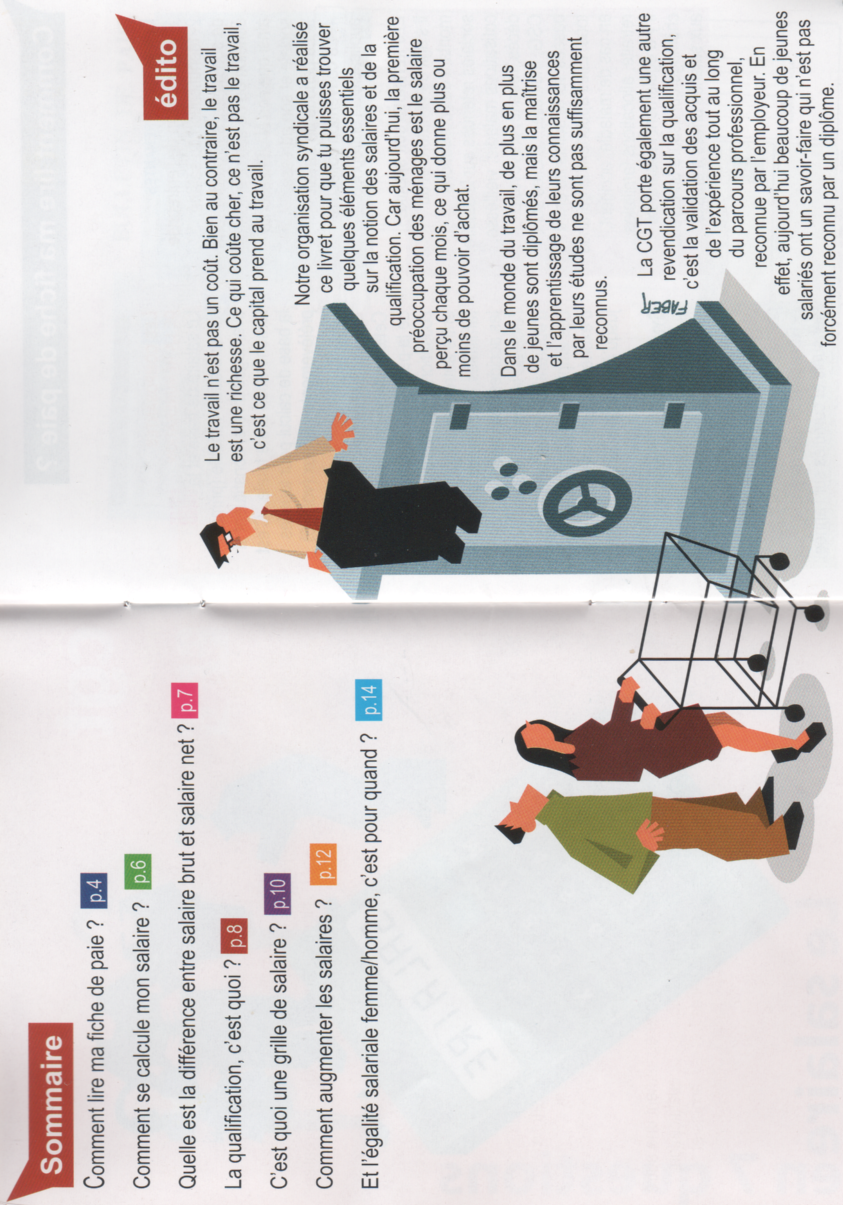 Sommaire
Comment lire ma fiche de paie ? p.4
Comment se calcule mon salaire ? p.6
Quelle est la différence entre salaire brut et salaire net ? p.7
La qualification, c'est quoi ? p.8
C'est quoi une grille de salaire ? p.10
Comment augmenter les salaires ? p.12
Et l'égalité salariale femme/homme, c'est pour quand ? p.14
édito
Le travail n'est pas un coût. Bien au contraire, le travail
est une richesse. Ce qui coûte cher, ce n'est pas le travail,
c'est ce que le capital prend au travail.
Notre organisation syndicale a réalisé
ce livret pour que tu puisses trouver
quelques éléments essentiels
sur la notion des salaires et de la
qualification. Car aujourd'hui, la première
préoccupation des ménages est le salaire
perçu chaque mois, ce qui donne plus ou
moins de pouvoir d'achat.
Dans le monde du travail, de plus en plus
de jeunes sont diplômés, mais la maîtrise
et l'apprentissage de leurs connaissances
par leurs études ne sont pas suffisamment
reconnus.
La CGT porte également une autre
revendication sur la qualification,
c'est la validation des acquis et
de l'expérience tout au long
du parcours professionnel,
reconnue par l'employeur. En
effet, aujourd'hui beaucoup de jeunes
salariés ont un savoir-faire qui n'est pas
forcément reconnu par un diplôme.
FABER